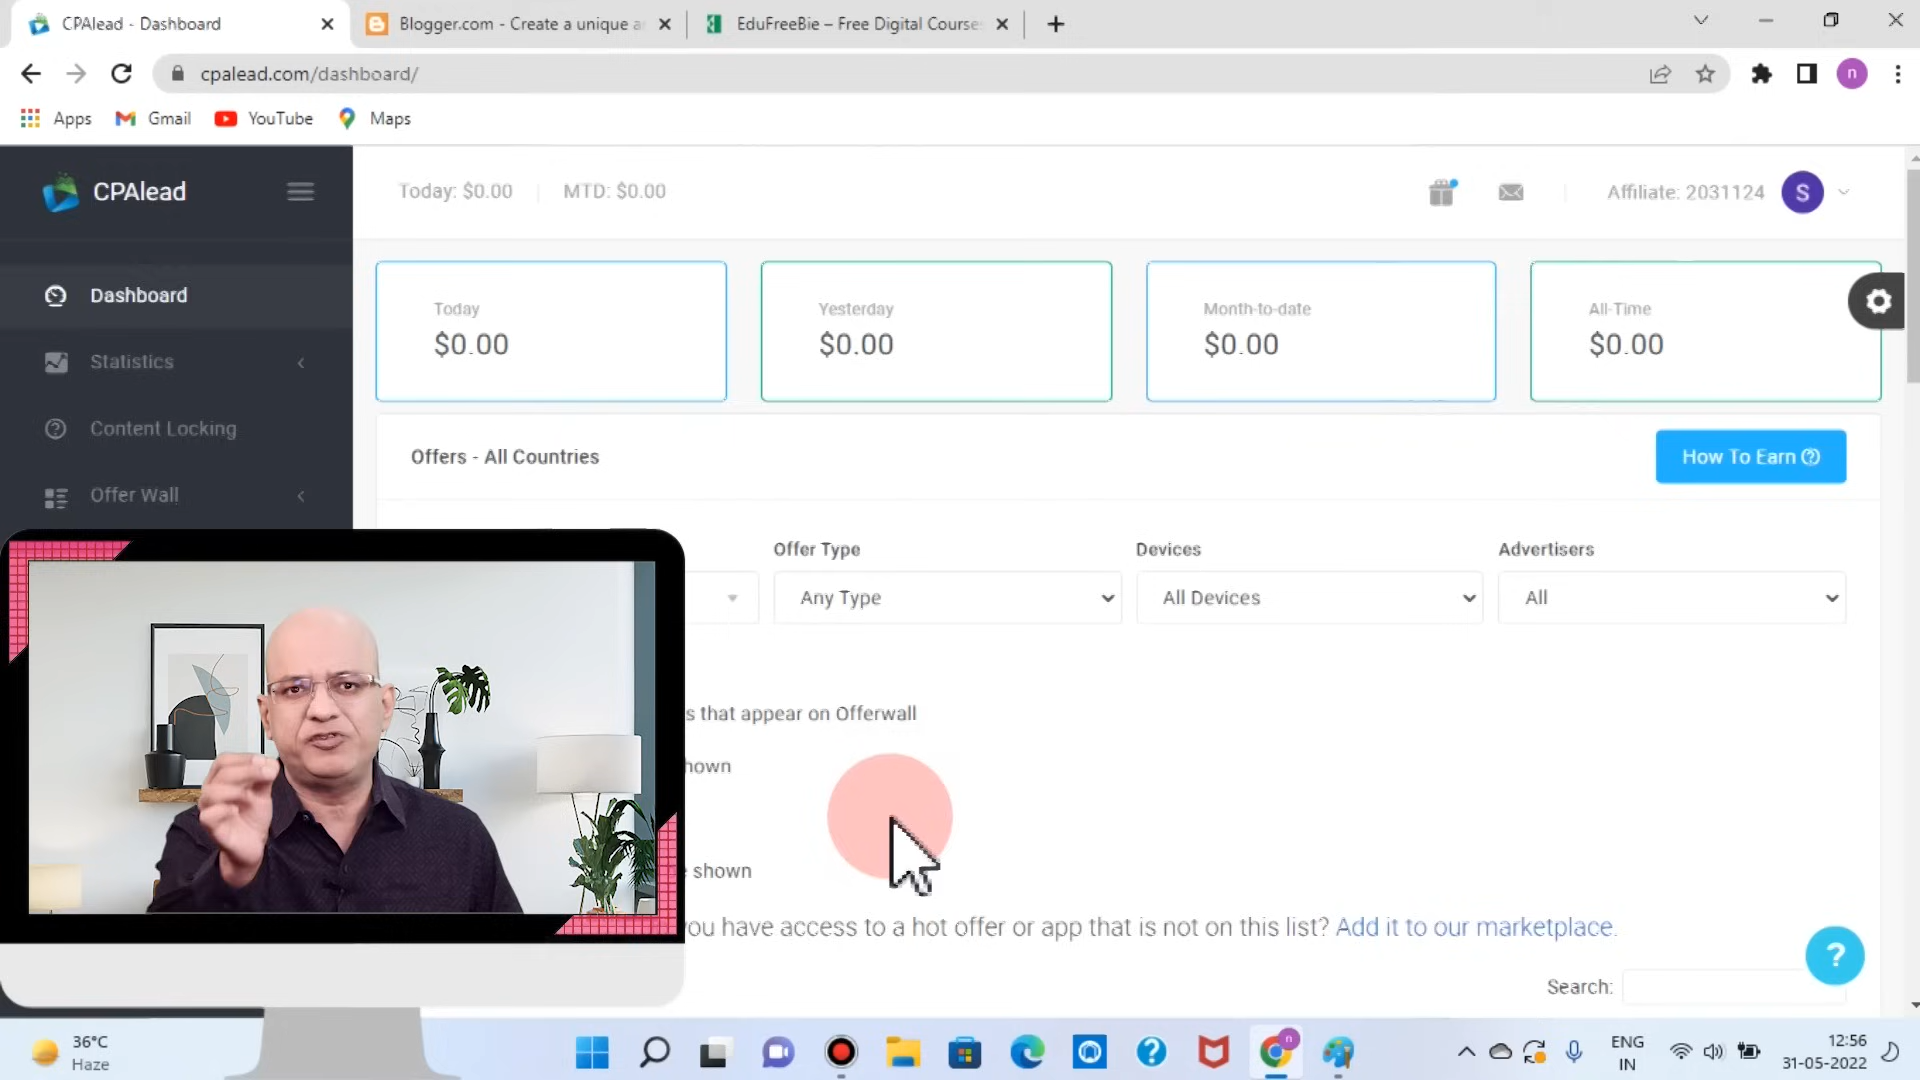 CPAlead - Dashboard
Blogger.com - Create a unique a
EduFreeBie – Free Digital Course
cpalead.com/dashboard/
n
Apps
Gmail
YouTube
Maps
CPAlead
Today: $0.00
MTD: $0.00
Affiliate: 2031124
S
Dashboard
Statistics
Content Locking
Offer Wall
Today
$0.00
Yesterday
$0.00
Month-to-date
$0.00
All-Time
$0.00
Offers - All Countries
How To Earn
Offer Type
Devices
Advertisers
Any Type
All Devices
All
s that appear on Offerwall
hown
shown
you have access to a hot offer or app that is not on this list? Add it to our marketplace.
?
Search:
36°C
Haze
n
ENG
IN
12:56
31-05-2022